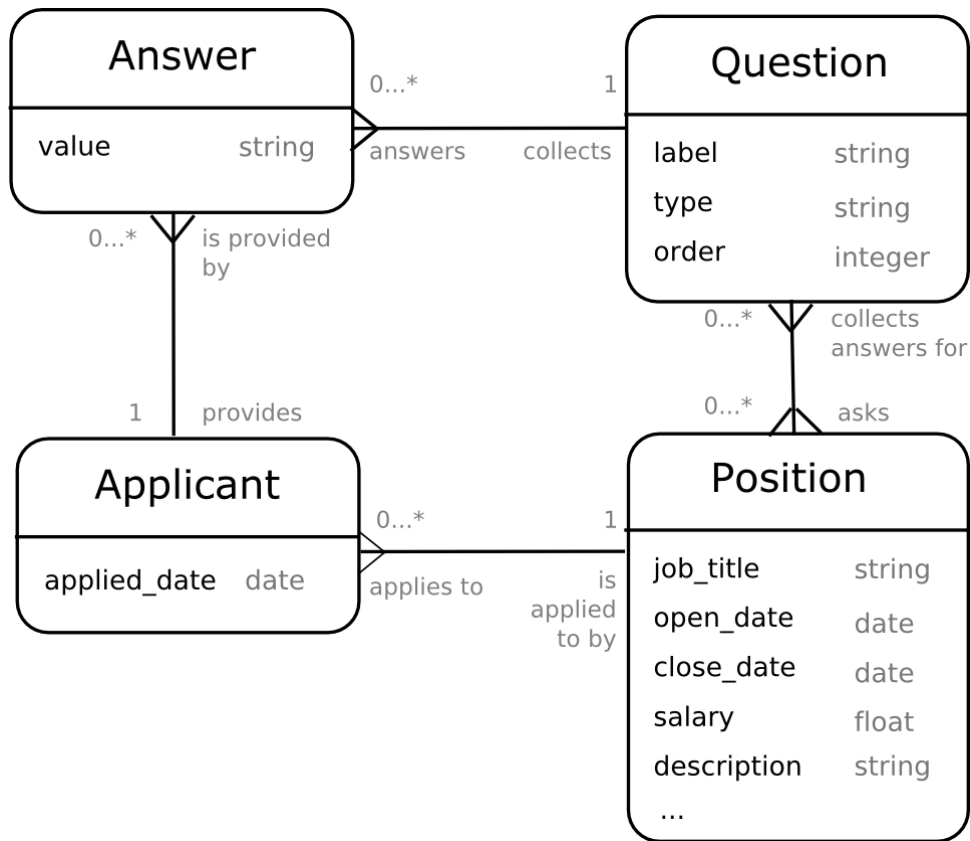 Answer
value string
0...* 1
answers collects
Question
label string
type string
order integer
0...* is provided
by
1 provides
0...* collects
answers for
0...* asks
Applicant
applied_date date
0...* 1
applies to is
applied
to by
Position
job_title string
open_date date
close_date date
salary float
description string
...